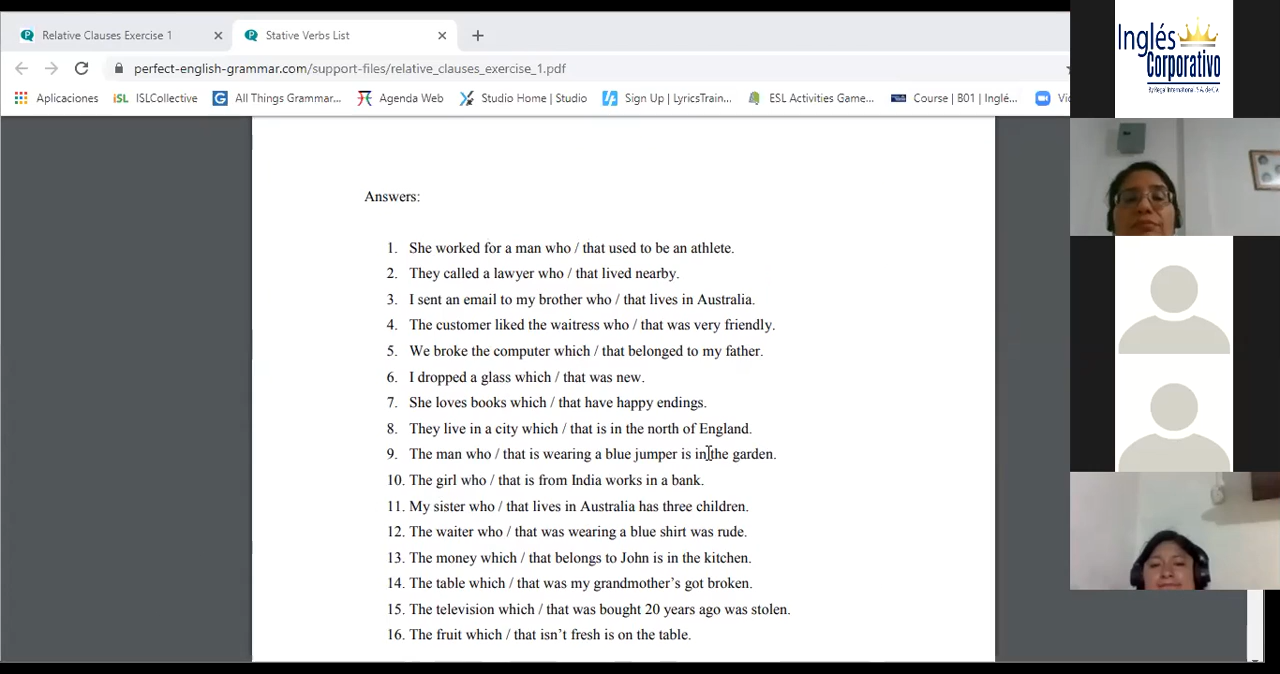 Relative Clauses Exercise 1
Stative Verbs List
perfect-english-grammar.com/support-files/relative_clauses_exercise_1.pdf
Aplicaciones
iSL ISLCollective
All Things Grammar...
Agenda Web
Studio Home | Studio
Sign Up | LyricsTrain...
ESL Activities Game...
Course | B01 | Inglé...
Inglés
Corporativo
Answers:
1. She worked for a man who / that used to be an athlete.
2. They called a lawyer who / that lived nearby.
3. I sent an email to my brother who / that lives in Australia.
4. The customer liked the waitress who / that was very friendly.
5. We broke the computer which / that belonged to my father.
6. I dropped a glass which / that was new.
7. She loves books which / that have happy endings.
8. They live in a city which / that is in the north of England.
9. The man who / that is wearing a blue jumper is in the garden.
10. The girl who / that is from India works in a bank.
11. My sister who / that lives in Australia has three children.
12. The waiter who / that was wearing a blue shirt was rude.
13. The money which / that belongs to John is in the kitchen.
14. The table which / that was my grandmother's got broken.
15. The television which / that was bought 20 years ago was stolen.
16. The fruit which / that isn't fresh is on the table.